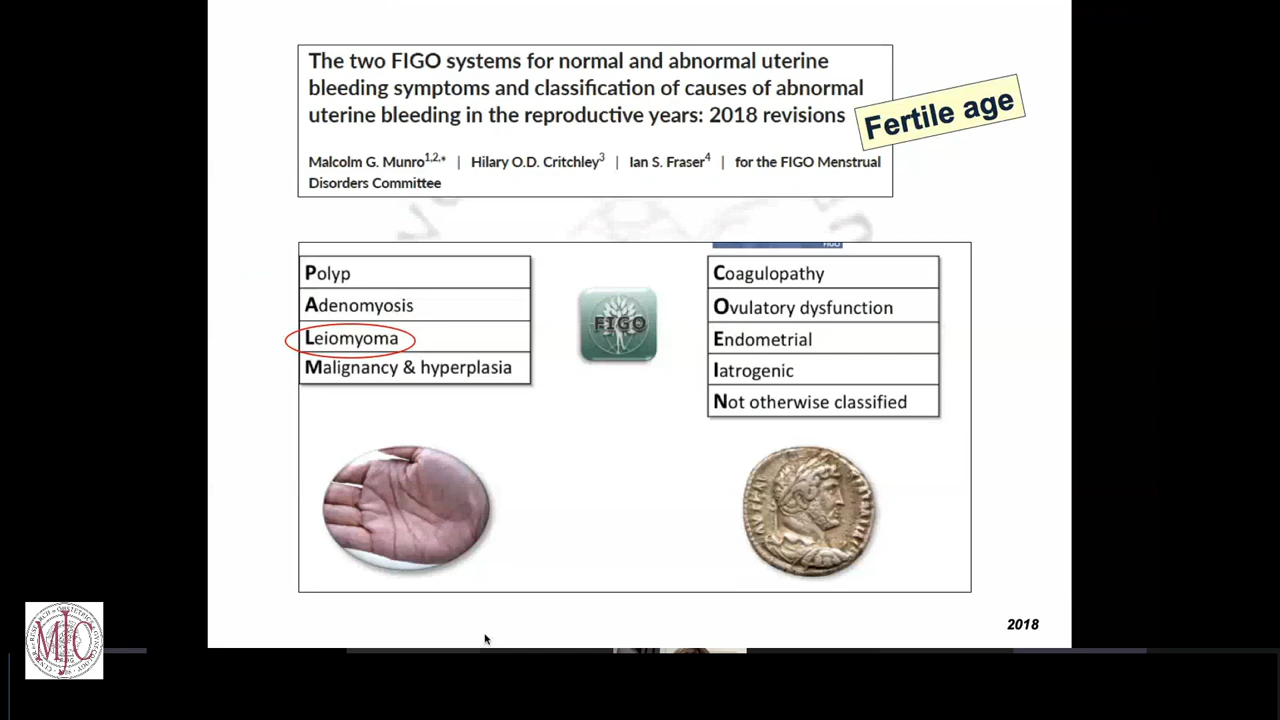 The two FIGO systems for normal and abnormal uterine
bleeding symptoms and classification of causes of abnormal
uterine bleeding in the reproductive years: 2018 revisions
Fertile age
Malcolm G. Munro1,2,* | Hilary O.D. Critchley3 | Ian S. Fraser4 | for the FIGO Menstrual
Disorders Committee
FIGO
Polyp
Adenomyosis
Leiomyoma
Malignancy & hyperplasia
FIGO
Coagulopathy
Ovulatory dysfunction
Endometrial
Iatrogenic
Not otherwise classified
2018
MJC